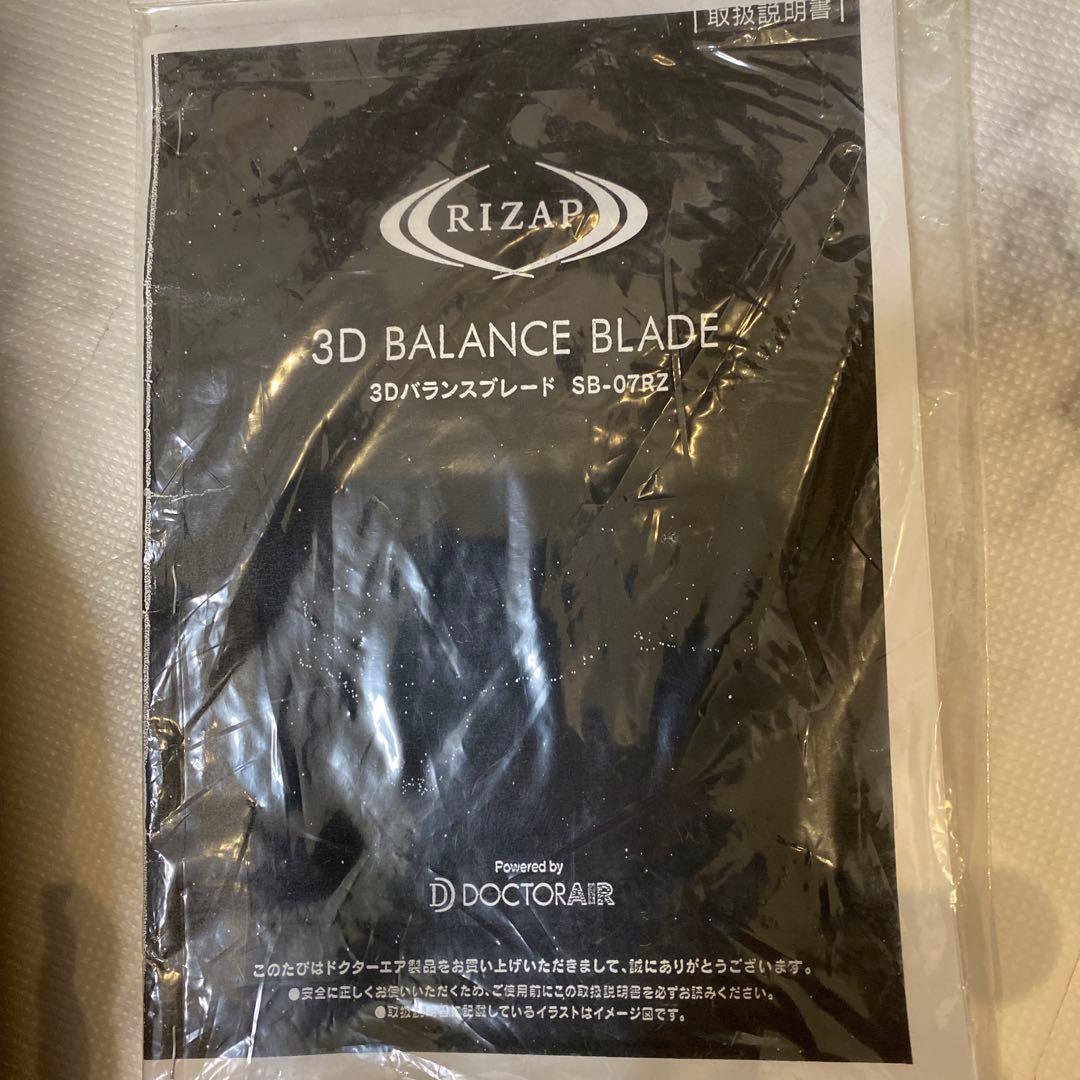 取扱説明書
RIZAP
3D BALANCE BLADE
3Dバランスブレード SB-07RZ
Powered by
DOCTORAIR
このたびはドクターエア製品をお買い上げいただきまして、誠にありがとうございます。
●安全に正しくお使いいただくため、ご使用前にこの取扱説明書を必ずお読みください。
●取扱説明書に記載しているイラストはイメージ図です。